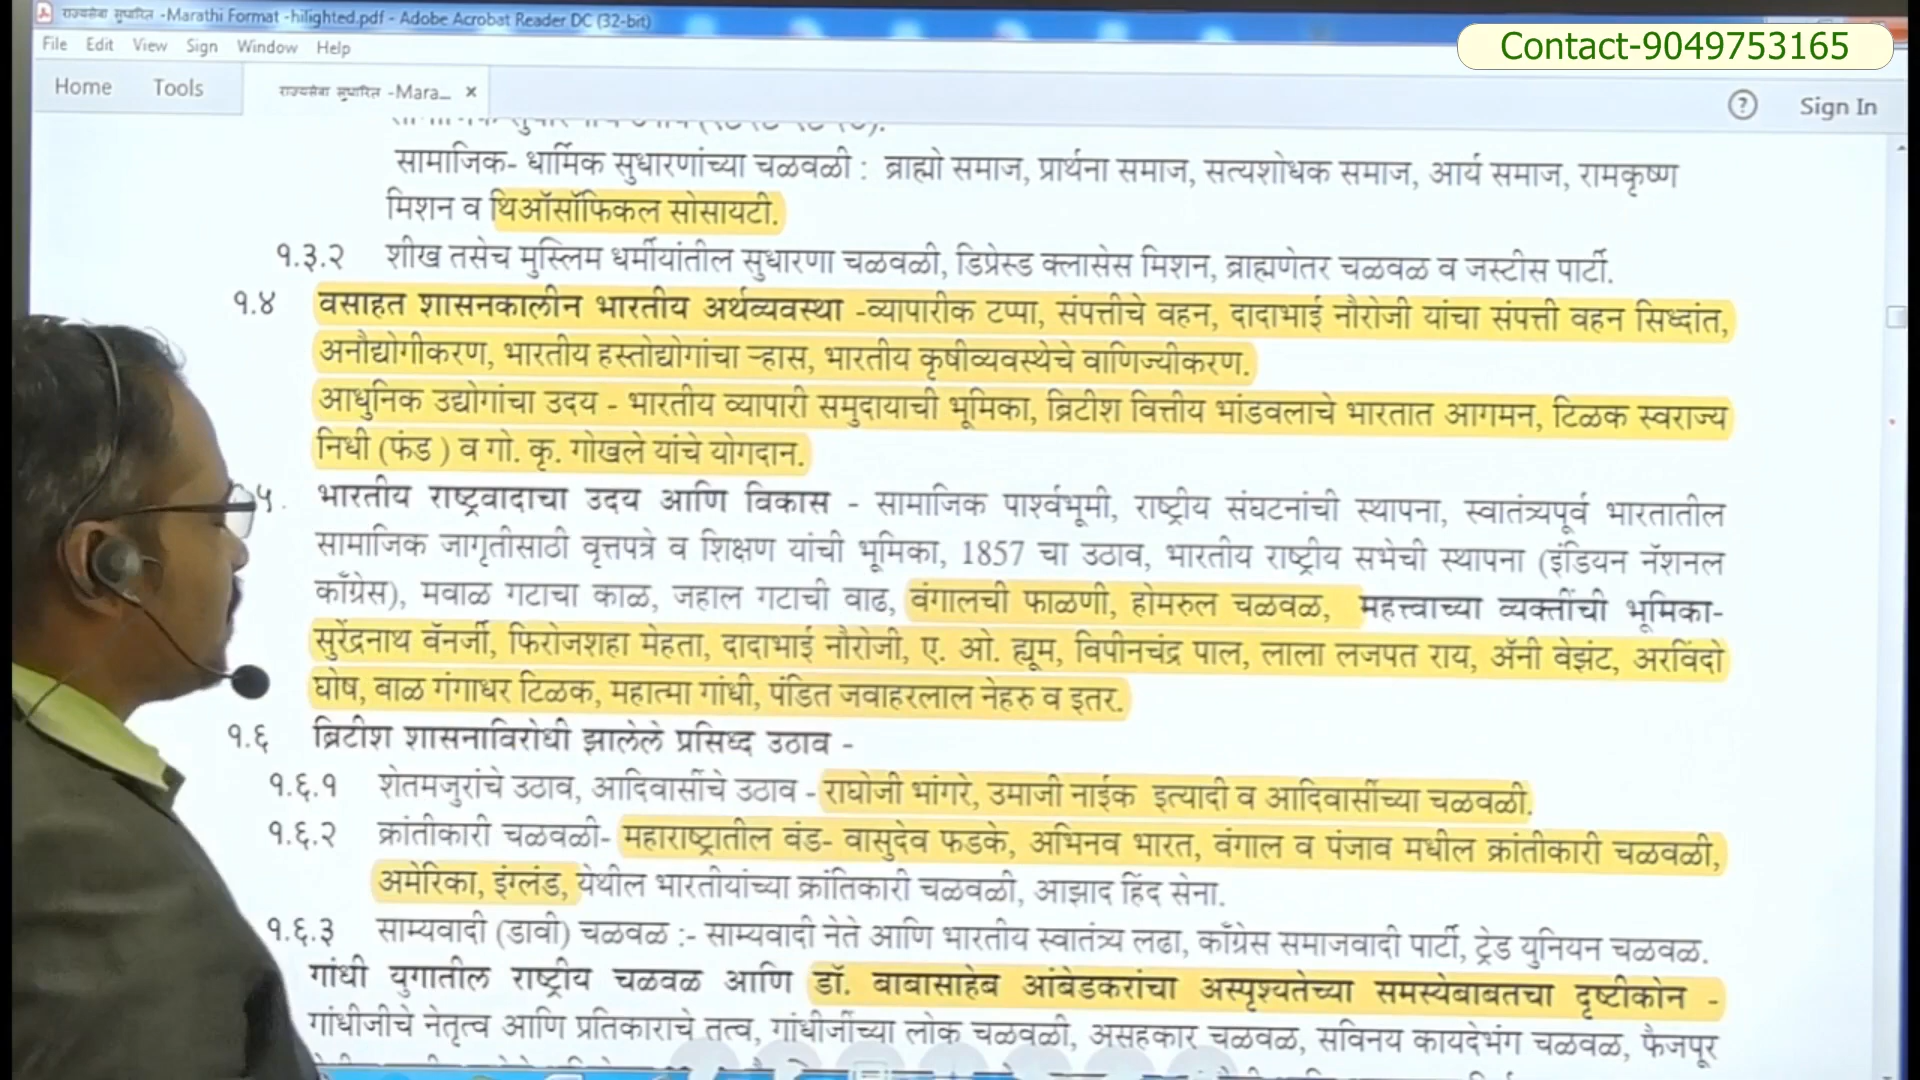 राज्यसेवा सुधारित -Marathi Format -hilighted.pdf - Adobe Acrobat Reader DC (32-bit)
File Edit View Sign Window Help
Contact-9049753165
Home Tools राज्यसेवा सुधारित -Mara... × ? Sign In
सामाजिक- धार्मिक सुधारणांच्या चळवळी : ब्राह्मो समाज, प्रार्थना समाज, सत्यशोधक समाज, आर्य समाज, रामकृष्ण
मिशन व थिऑसॉफिकल सोसायटी.
१.३.२ शीख तसेच मुस्लिम धर्मीयांतील सुधारणा चळवळी, डिप्रेस्ड क्लासेस मिशन, ब्राह्मणेतर चळवळ व जस्टीस पार्टी.
१.४ वसाहत शासनकालीन भारतीय अर्थव्यवस्था -व्यापारीक टप्पा, संपत्तीचे वहन, दादाभाई नौरोजी यांचा संपत्ती वहन सिध्दांत,
अनौद्योगीकरण, भारतीय हस्तोद्योगांचा ऱ्हास, भारतीय कृषीव्यवस्थेचे वाणिज्यीकरण.
आधुनिक उद्योगांचा उदय - भारतीय व्यापारी समुदायाची भूमिका, ब्रिटीश वित्तीय भांडवलाचे भारतात आगमन, टिळक स्वराज्य
निधी (फंड ) व गो. कृ. गोखले यांचे योगदान.
५. भारतीय राष्ट्रवादाचा उदय आणि विकास - सामाजिक पार्श्वभूमी, राष्ट्रीय संघटनांची स्थापना, स्वातंत्र्यपूर्व भारतातील
सामाजिक जागृतीसाठी वृत्तपत्रे व शिक्षण यांची भूमिका, 1857 चा उठाव, भारतीय राष्ट्रीय सभेची स्थापना (इंडियन नॅशनल
काँग्रेस), मवाळ गटाचा काळ, जहाल गटाची वाढ, बंगालची फाळणी, होमरुल चळवळ, महत्त्वाच्या व्यक्तींची भूमिका-
सुरेंद्रनाथ बॅनर्जी, फिरोजशहा मेहता, दादाभाई नौरोजी, ए. ओ. ह्यूम, बिपीनचंद्र पाल, लाला लजपत राय, ॲनी बेझंट, अरविंदो
घोष, बाळ गंगाधर टिळक, महात्मा गांधी, पंडित जवाहरलाल नेहरु व इतर.
१.६ ब्रिटीश शासनाविरोधी झालेले प्रसिध्द उठाव -
१.६.१ शेतमजुरांचे उठाव, आदिवासींचे उठाव - राघोजी भांगरे, उमाजी नाईक इत्यादी व आदिवासींच्या चळवळी.
१.६.२ क्रांतीकारी चळवळी- महाराष्ट्रातील बंड- वासुदेव फडके, अभिनव भारत, बंगाल व पंजाब मधील क्रांतीकारी चळवळी,
अमेरिका, इंग्लंड, येथील भारतीयांच्या क्रांतिकारी चळवळी, आझाद हिंद सेना.
१.६.३ साम्यवादी (डावी) चळवळ :- साम्यवादी नेते आणि भारतीय स्वातंत्र्य लढा, काँग्रेस समाजवादी पार्टी, ट्रेड युनियन चळवळ.
गांधी युगातील राष्ट्रीय चळवळ आणि डॉ. बाबासाहेब आंबेडकरांचा अस्पृश्यतेच्या समस्येबाबतचा दृष्टीकोन -
गांधीजीचे नेतृत्व आणि प्रतिकाराचे तत्व, गांधीजींच्या लोक चळवळी, असहकार चळवळ, सविनय कायदेभंग चळवळ, फैजपूर